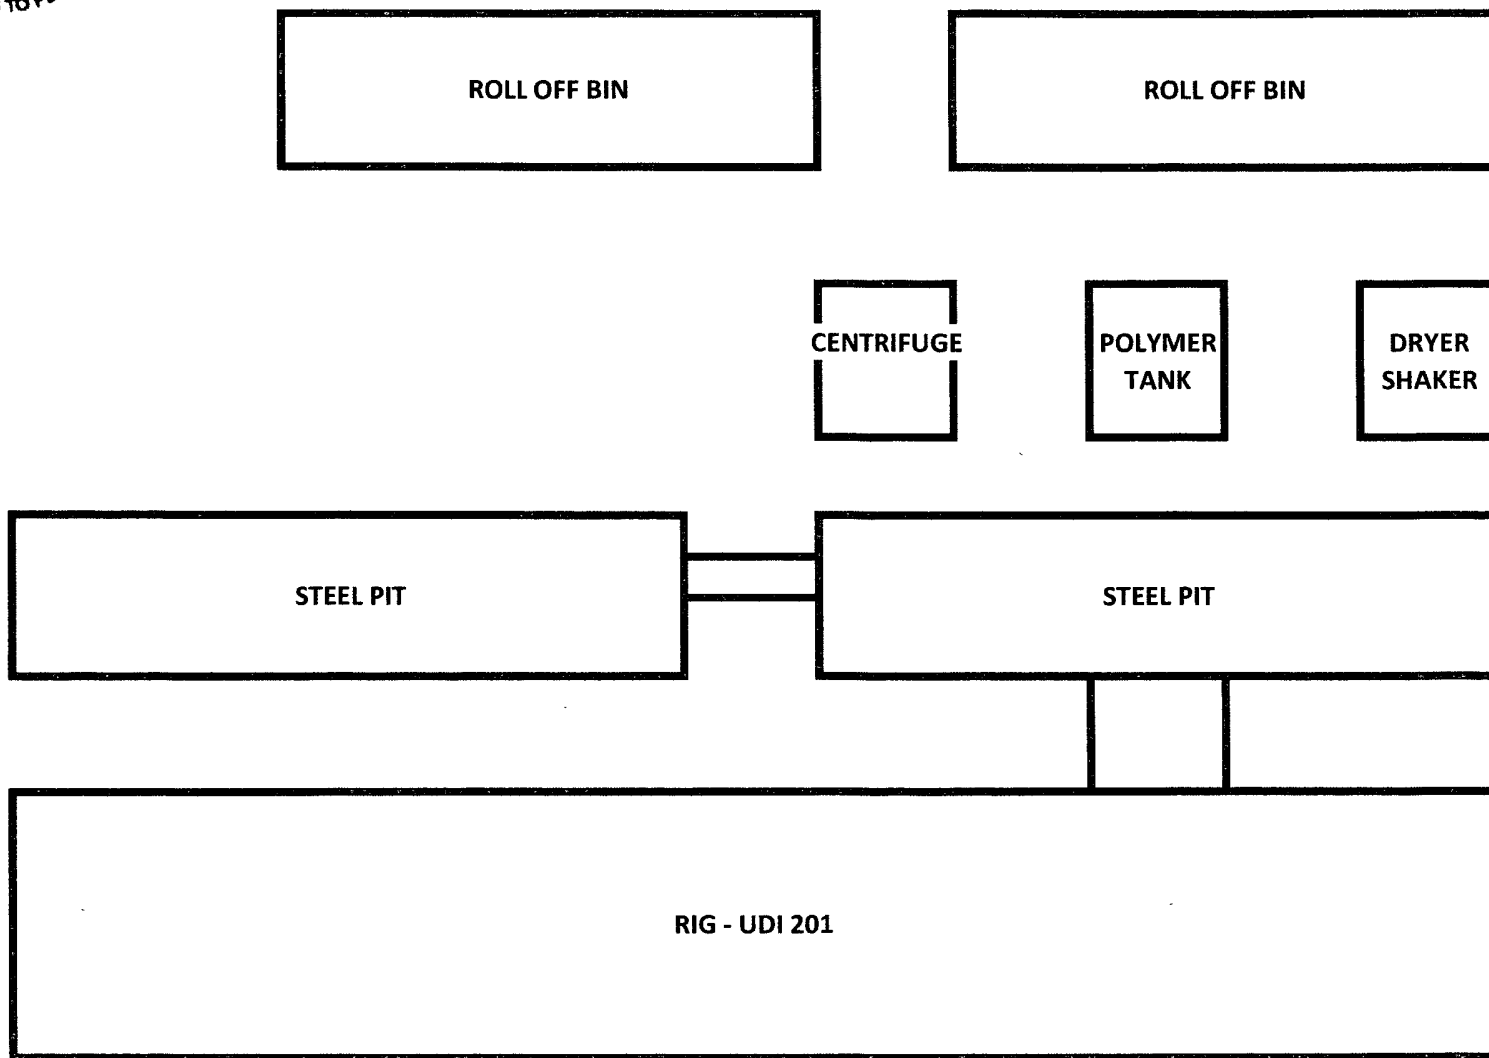 ROLL OFF BIN
ROLL OFF BIN
CENTRIFUGE
POLYMER
TANK
DRYER
SHAKER
STEEL PIT
STEEL PIT
RIG - UDI 201